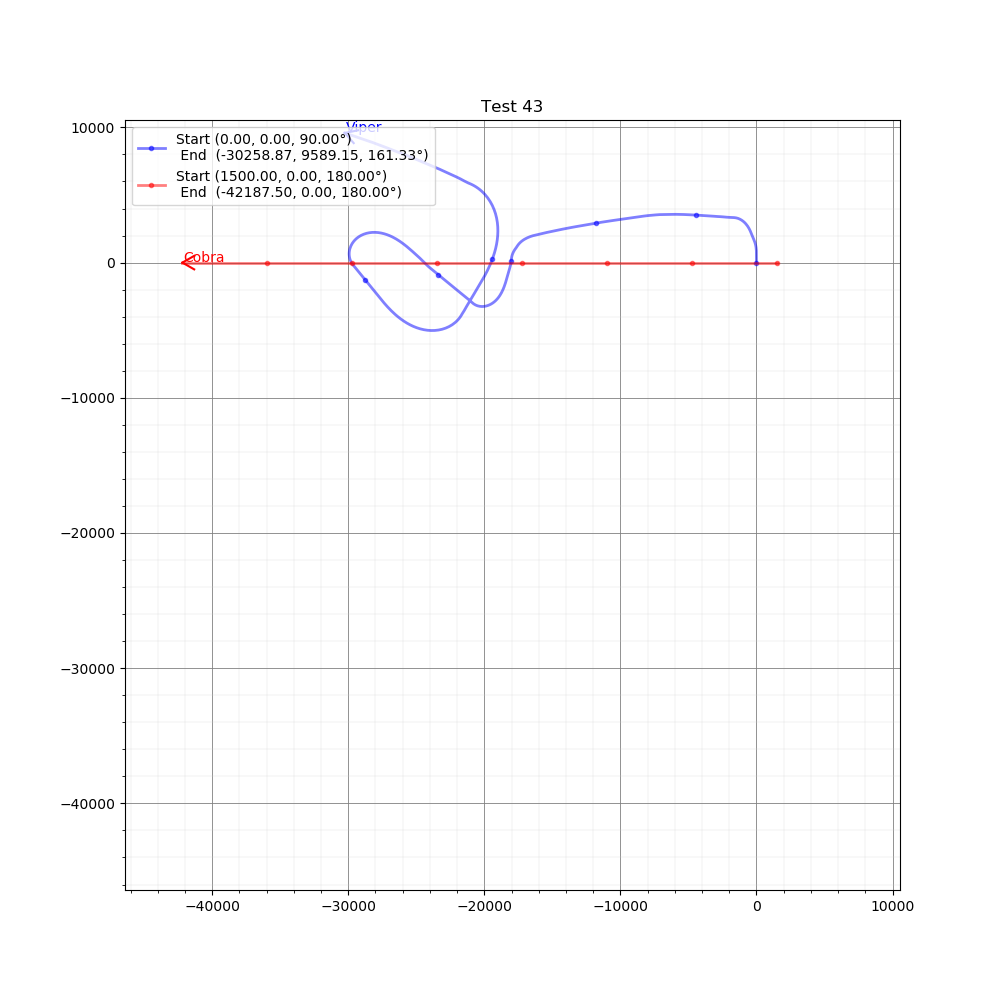 Test 43
Viper
Start (0.00, 0.00, 90.00°)
End  (-30258.87, 9589.15, 161.33°)
Start (1500.00, 0.00, 180.00°)
End  (-42187.50, 0.00, 180.00°)
Cobra
10000
0
−10000
−20000
−30000
−40000
−40000
−30000
−20000
−10000
0
10000